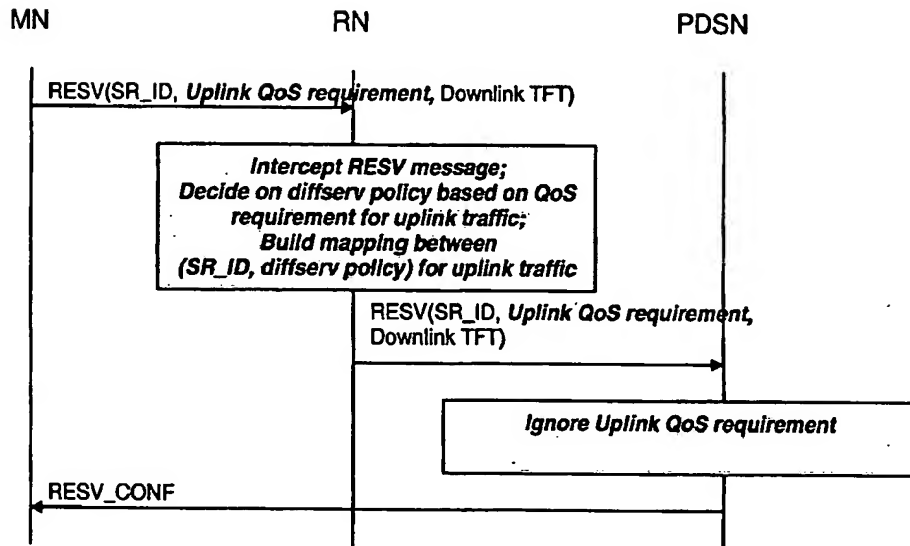 MN
RN
PDSN
RESV(SR_ID, Uplink QoS requirement, Downlink TFT)
Intercept RESV message;
Decide on diffserv policy based on QoS
requirement for uplink traffic;
Build mapping between
(SR_ID, diffserv policy) for uplink traffic
RESV(SR_ID, Uplink QoS requirement,
Downlink TFT)
Ignore Uplink QoS requirement
RESV_CONF